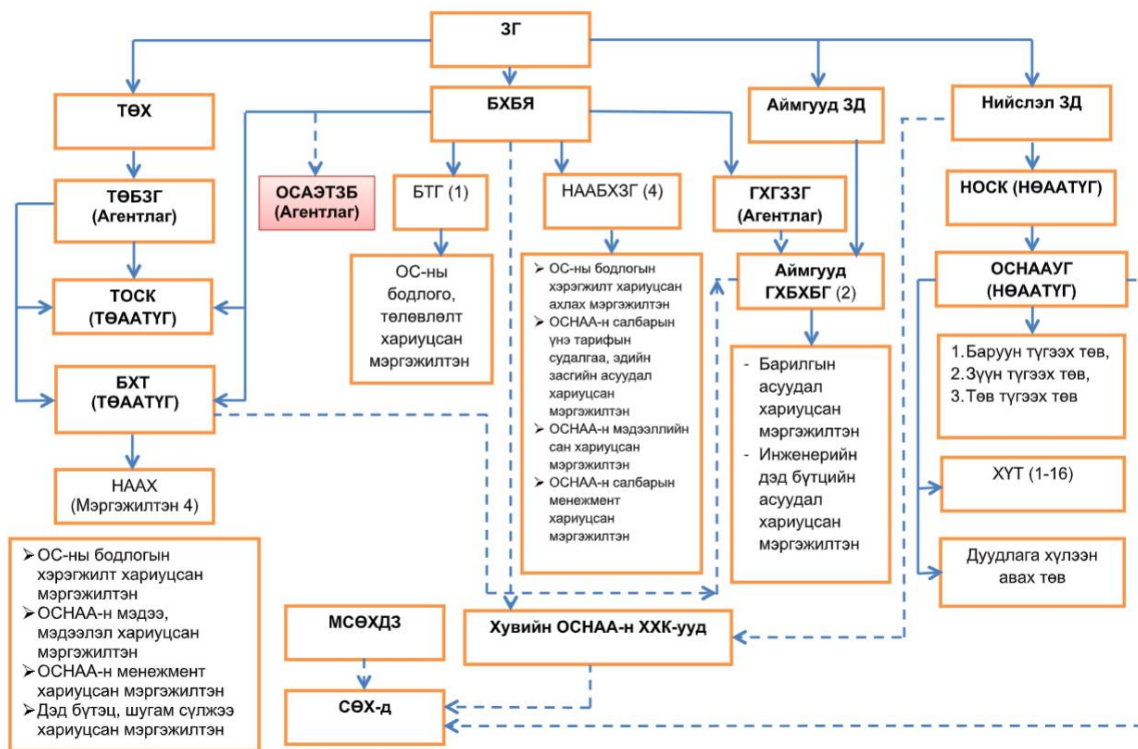 ЗГ
ТӨХ
БХБЯ
Аймгууд ЗД
Нийслэл ЗД
ТӨБЗГ
(Агентлаг)
ОСАЭТЗБ
(Агентлаг)
БТГ (1)
НААБХЗГ (4)
ГХГЗЗГ
(Агентлаг)
НОСК (НӨААТҮГ)
ТОСК
(ТӨААТҮГ)
ОС-ны
бодлого,
төлөвлөлт
хариуцсан
мэргэжилтэн
➢ ОС-ны бодлогын
хэрэгжилт хариуцсан
ахлах мэргэжилтэн
➢ ОСНАА-н салбарын
үнэ тарифын
судалгаа, эдийн
засгийн асуудал
хариуцсан
мэргэжилтэн
➢ ОСНАА-н мэдээллийн
сан хариуцсан
мэргэжилтэн
➢ ОСНАА-н салбарын
менежмент
хариуцсан
мэргэжилтэн
Аймгууд
ГХБХБГ (2)
ОСНААУГ
(НӨААТҮГ)
БХТ
(ТӨААТҮГ)
- Барилгын
асуудал
хариуцсан
мэргэжилтэн
- Инженерийн
дэд бүтцийн
асуудал
хариуцсан
мэргэжилтэн
1.Баруун түгээх төв,
2.Зүүн түгээх төв,
3.Төв түгээх төв
НААХ
(Мэргэжилтэн 4)
ХҮТ (1-16)
Дуудлага хүлээн
авах төв
➢ОС-ны бодлогын
хэрэгжилт хариуцсан
мэргэжилтэн
➢ОСНАА-н мэдээ,
мэдээлэл хариуцсан
мэргэжилтэн
➢ОСНАА-н менежмент
хариуцсан мэргэжилтэн
➢Дэд бүтэц, шугам сүлжээ
хариуцсан мэргэжилтэн
МСӨХДЗ
Хувийн ОСНАА-н ХХК-ууд
СӨХ-д